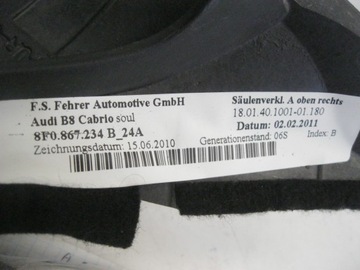 F.S. Fehrer Automotive GmbH
Audi B8 Cabrio soul
8F0.867.234 B_24A
Zeichnungsdatum: 15.06.2010
Säulenverkl. A oben rechts
18.01.40.1001-01.180
Datum: 02.02.2011
Generationenstand: 06S Index: B